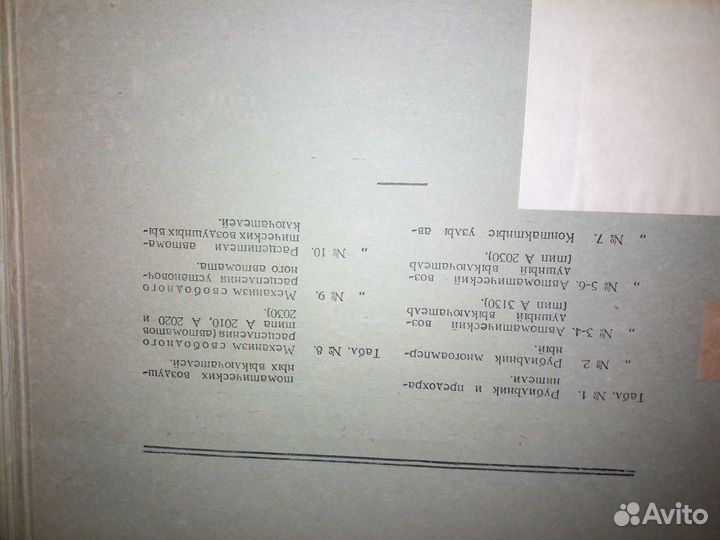 Табл. № 1. Рубильник и предохра-
нители.
„ № 2. Рубильник многоампер-
ный.
„ № 3-4. Автоматический воз-
душный выключатель
(тип А 3130).
„ № 5-6. Автоматический воз-
душный выключатель
(тип А 2030).
„ № 7. Контактные узлы ав-
томатических воздуш-
ных выключателей.
Табл. № 8. Механизм свободного
расцепления (автоматов
типа А 2010, А 2020 и
2030).
„ № 9. Механизм свободного
расцепления установоч-
ного автомата.
„ № 10. Расцепители автома-
тических воздушных вы-
ключателей.
Avito